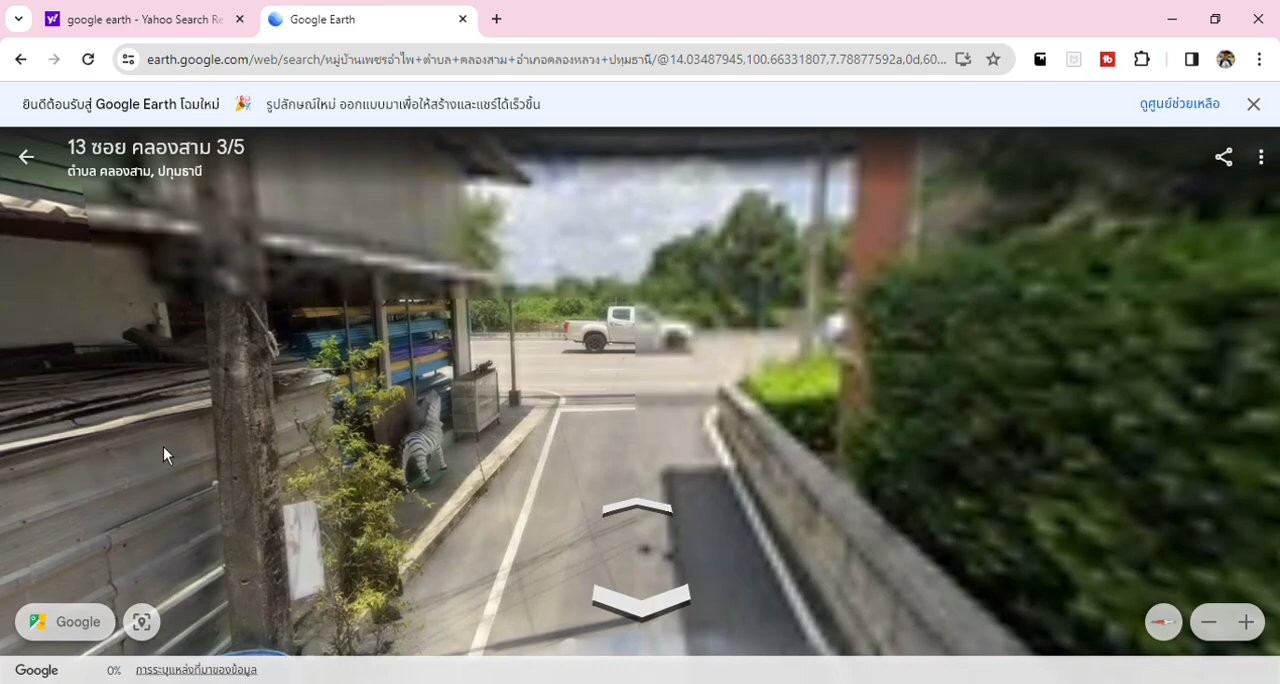 google earth - Yahoo Search Re
Google Earth
earth.google.com/web/search/หมู่บ้านเพชรอำไพ+ตำบล+คลองสาม+อำเภอคลองหลวง+ปทุมธานี/@14.03487945,100.66331807,7.78877592a,0d,60...
ยินดีต้อนรับสู่ Google Earth โฉมใหม่ รูปลักษณ์ใหม่ ออกแบบมาเพื่อให้สร้างและแชร์ได้เร็วขึ้น ดูศูนย์ช่วยเหลือ
13 ซอย คลองสาม 3/5
ตำบล คลองสาม, ปทุมธานี
Google
Google 0% การระบุแหล่งที่มาของข้อมูล